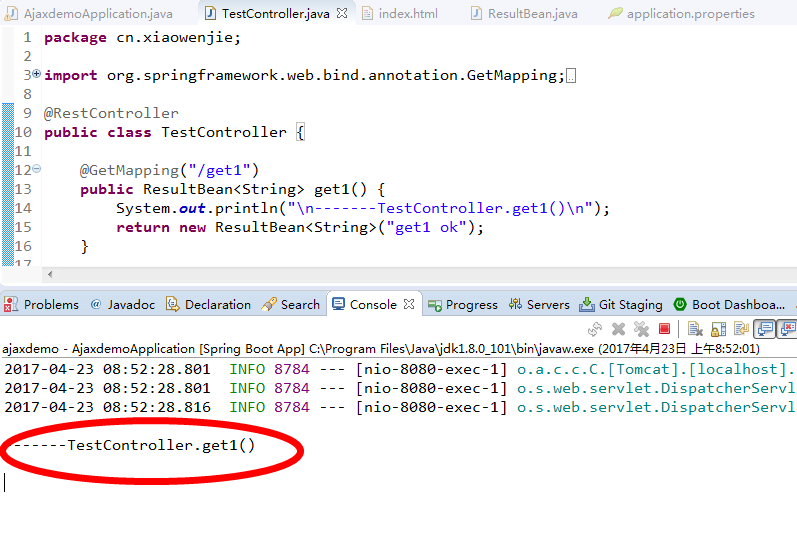 AjaxdemoApplication.java TestController.java index.html ResultBean.java application.properties
1 package cn.xiaowenjie;
2
3 import org.springframework.web.bind.annotation.GetMapping;
8
9 @RestController
10 public class TestController {
11
12 @GetMapping("/get1")
13 public ResultBean<String> get1() {
14 System.out.println("\n-------TestController.get1()\n");
15 return new ResultBean<String>("get1 ok");
16 }
17
Problems @ Javadoc Declaration Search Console Progress Servers Git Staging Boot Dashboa...
ajaxdemo - AjaxdemoApplication [Spring Boot App] C:\Program Files\Java\jdk1.8.0_101\bin\javaw.exe (2017年4月23日 上午8:52:01)
2017-04-23 08:52:28.801 INFO 8784 --- [nio-8080-exec-1] o.a.c.c.C.[Tomcat].[localhost].
2017-04-23 08:52:28.801 INFO 8784 --- [nio-8080-exec-1] o.s.web.servlet.DispatcherServl
2017-04-23 08:52:28.816 INFO 8784 --- [nio-8080-exec-1] o.s.web.servlet.DispatcherServl
------TestController.get1()